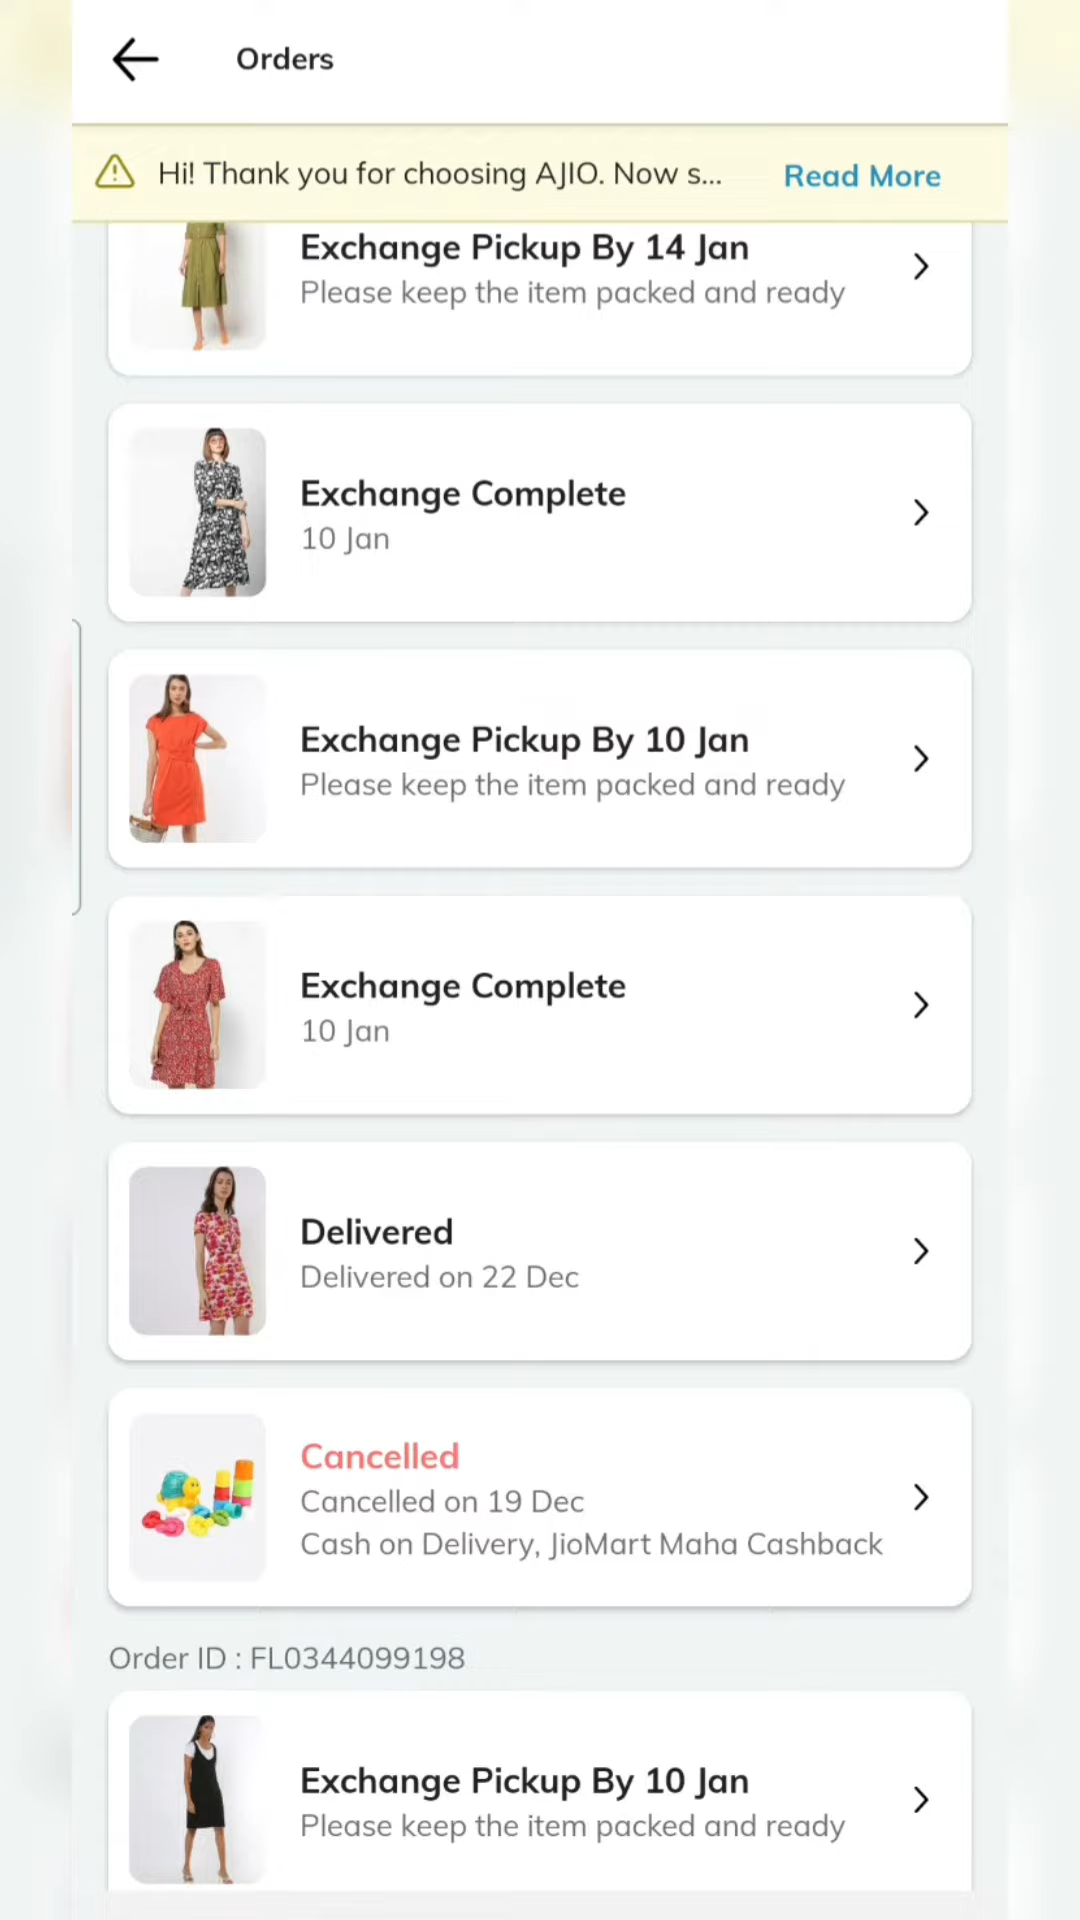 Orders
Hi! Thank you for choosing AJIO. Now s...
Read More
Exchange Pickup By 14 Jan
Please keep the item packed and ready
Exchange Complete
10 Jan
Exchange Pickup By 10 Jan
Please keep the item packed and ready
Exchange Complete
10 Jan
Delivered
Delivered on 22 Dec
Cancelled
Cancelled on 19 Dec
Cash on Delivery, JioMart Maha Cashback
Order ID : FL0344099198
Exchange Pickup By 10 Jan
Please keep the item packed and ready